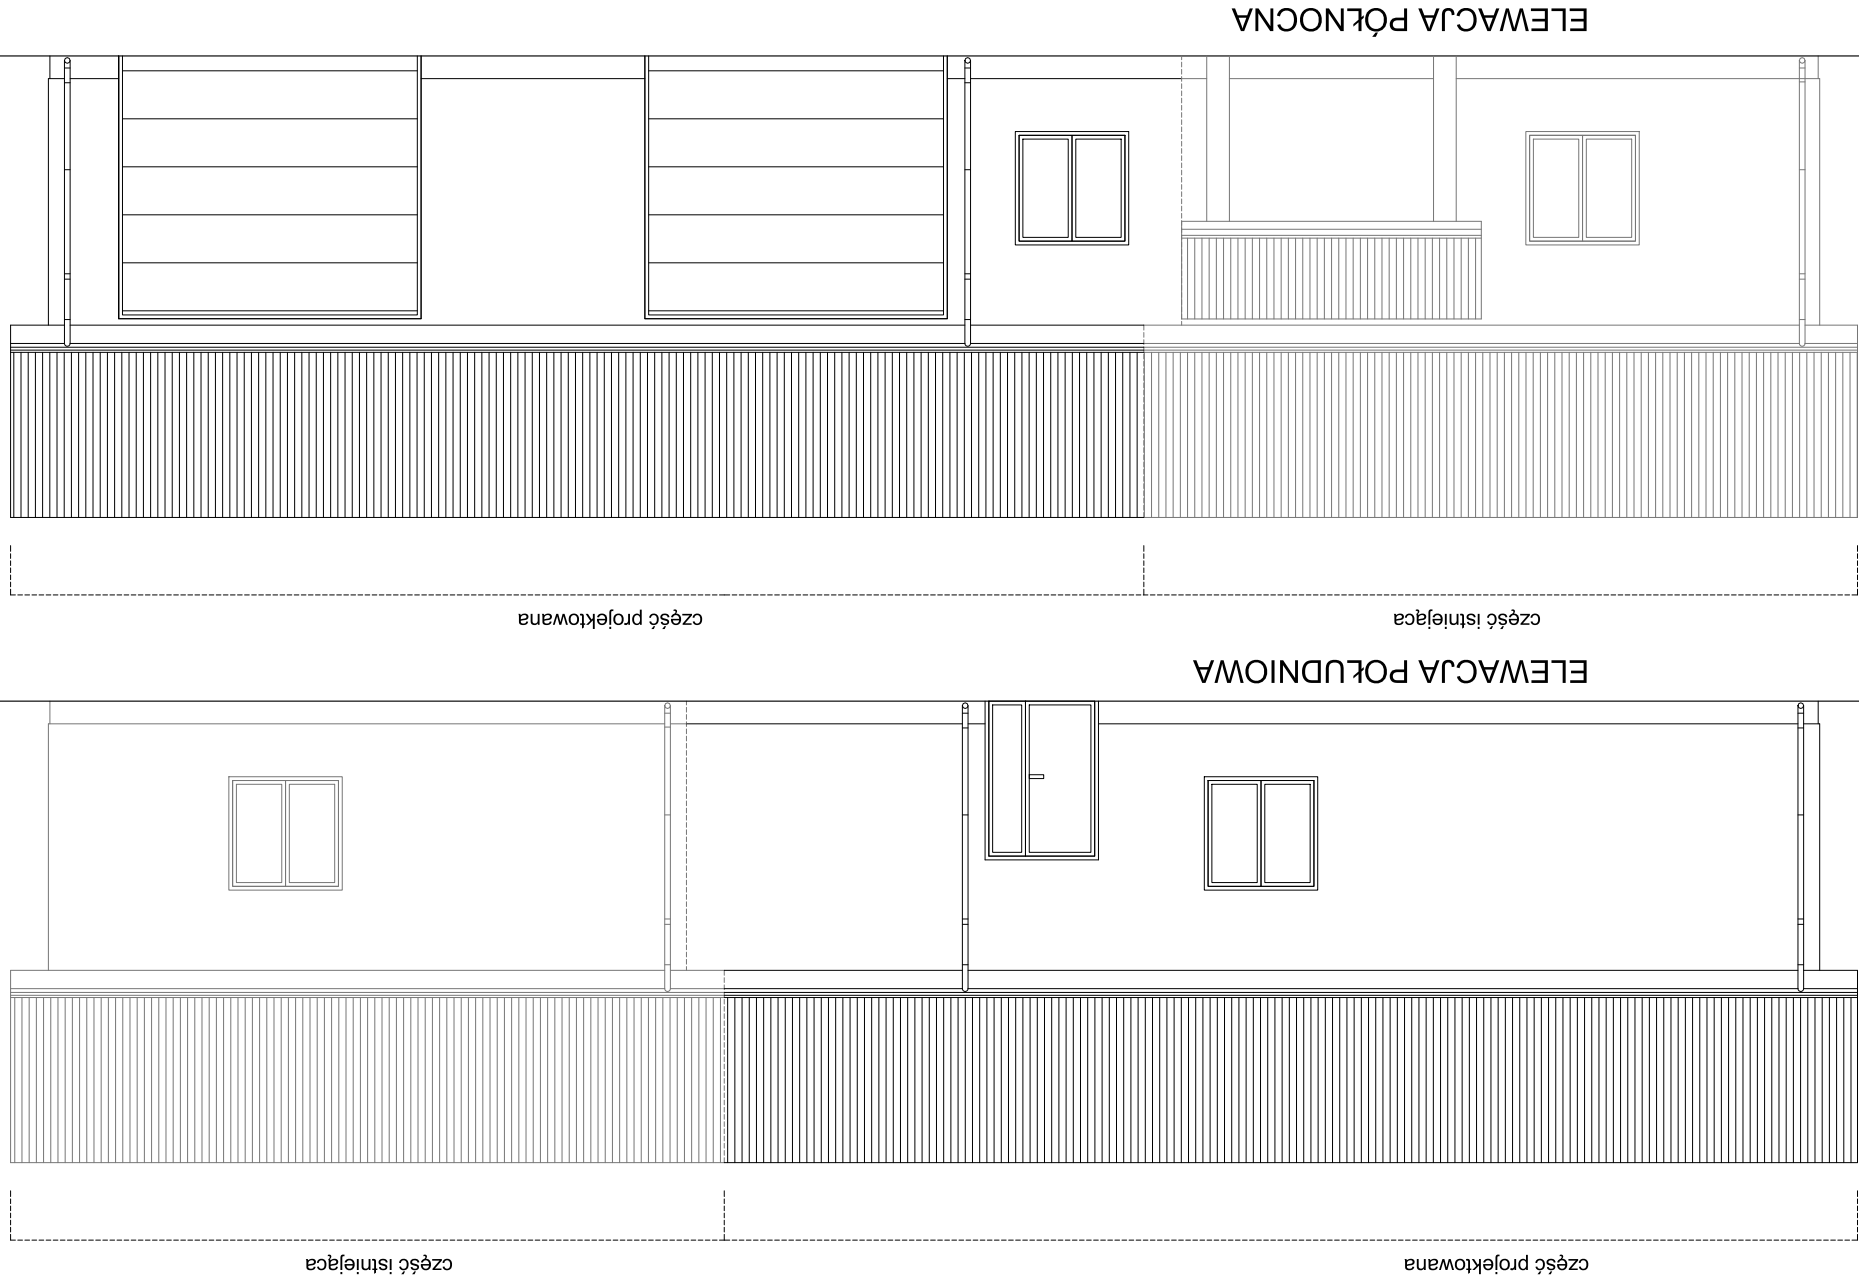 część projektowana
część istniejąca
ELEWACJA POŁUDNIOWA
część istniejąca
część projektowana
ELEWACJA PÓŁNOCNA